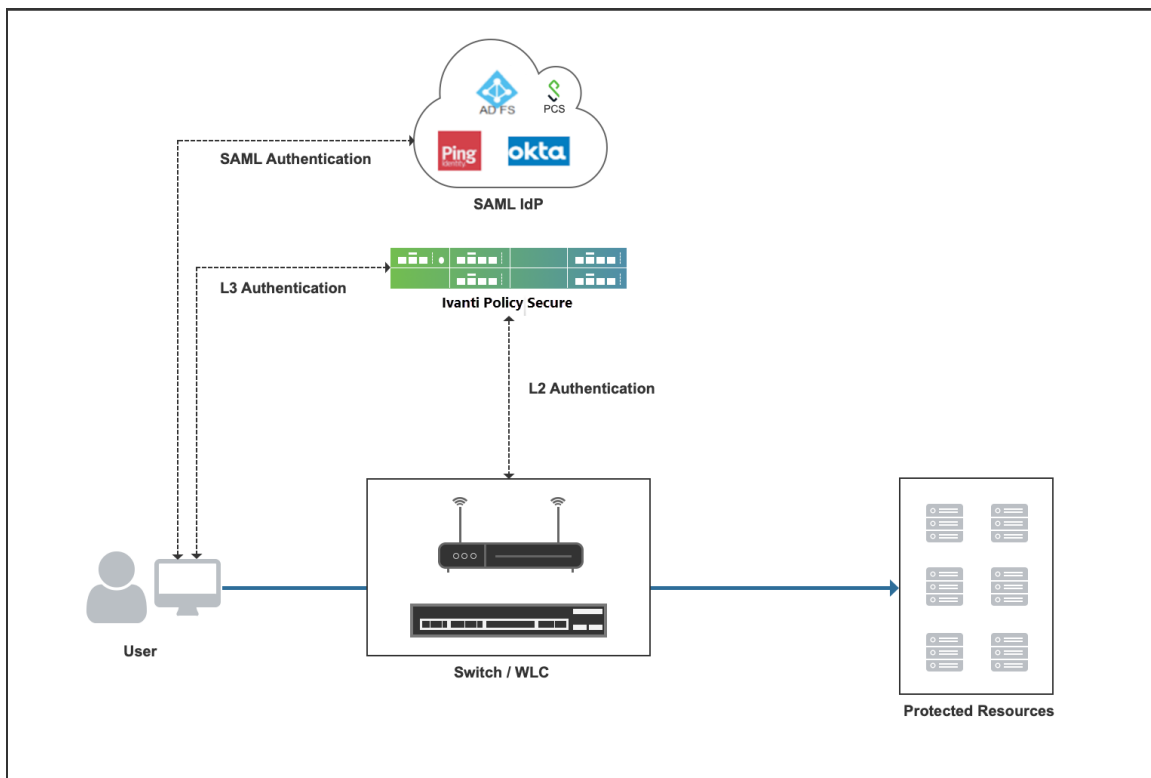 AD FS
PCS
Ping
Identity
okta
SAML Authentication
SAML IdP
L3 Authentication
Ivanti Policy Secure
L2 Authentication
User
Switch / WLC
Protected Resources